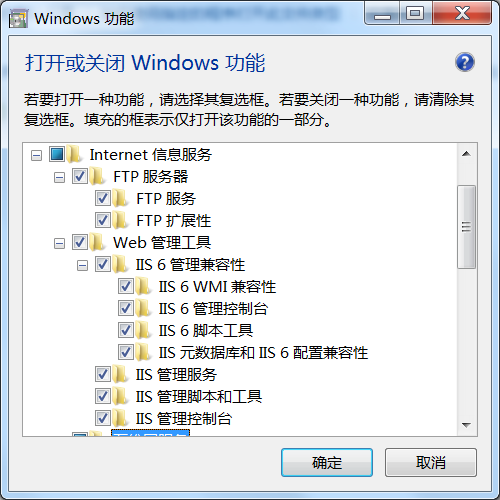 Windows 功能
打开或关闭 Windows 功能
若要打开一种功能，请选择其复选框。若要关闭一种功能，请清除其
复选框。填充的框表示仅打开该功能的一部分。
Internet 信息服务
FTP 服务器
FTP 服务
FTP 扩展性
Web 管理工具
IIS 6 管理兼容性
IIS 6 WMI 兼容性
IIS 6 管理控制台
IIS 6 脚本工具
IIS 元数据库和 IIS 6 配置兼容性
IIS 管理服务
IIS 管理脚本和工具
IIS 管理控制台
确定
取消